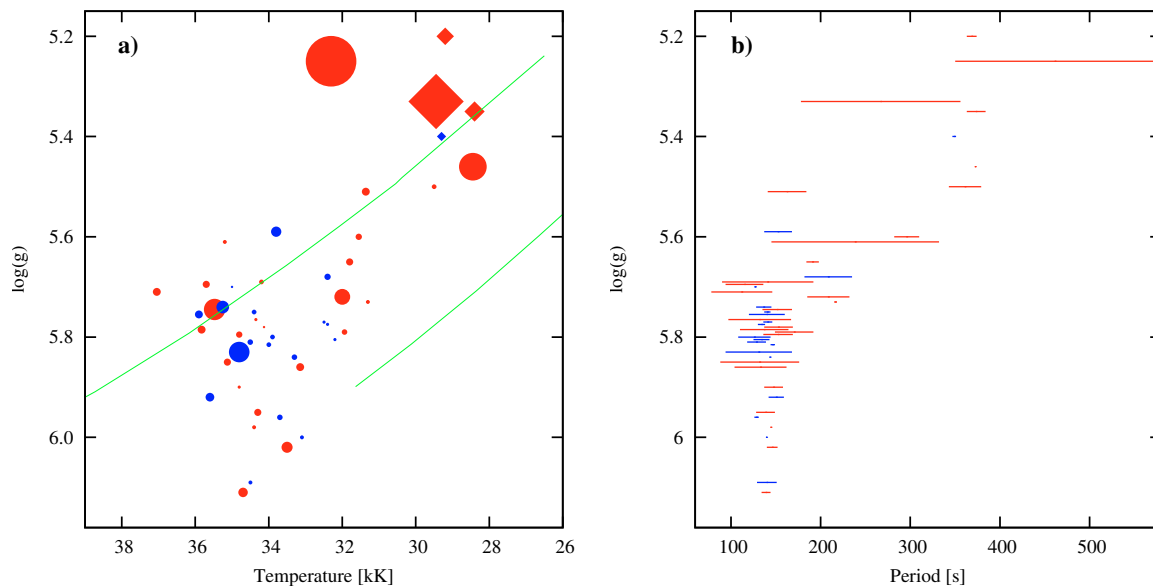 a)
5.2
5.4
5.6
5.8
6.0
log(g)
38 36 34 32 30 28 26
Temperature [kK]
b)
5.2
5.4
5.6
5.8
6
log(g)
100 200 300 400 500
Period [s]